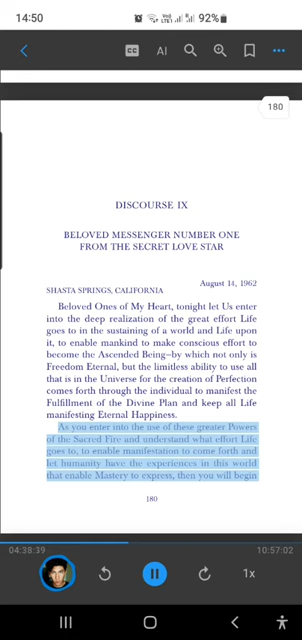 14:50
92%
CC
AI
180
DISCOURSE IX
BELOVED MESSENGER NUMBER ONE
FROM THE SECRET LOVE STAR
August 14, 1962
SHASTA SPRINGS, CALIFORNIA
Beloved Ones of My Heart, tonight let Us enter
into the deep realization of the great effort Life
goes to in the sustaining of a world and Life upon
it, to enable mankind to make conscious effort to
become the Ascended Being—by which not only is
Freedom Eternal, but the limitless ability to use all
that is in the Universe for the creation of Perfection
comes forth through the individual to manifest the
Fulfillment of the Divine Plan and keep all Life
manifesting Eternal Happiness.
As you enter into the use of these greater Powers
of the Sacred Fire and understand what effort Life
goes to, to enable manifestation to come forth and
let humanity have the experiences in this world
that enable Mastery to express, then you will begin
180
04:38:39
10:57:02
1x